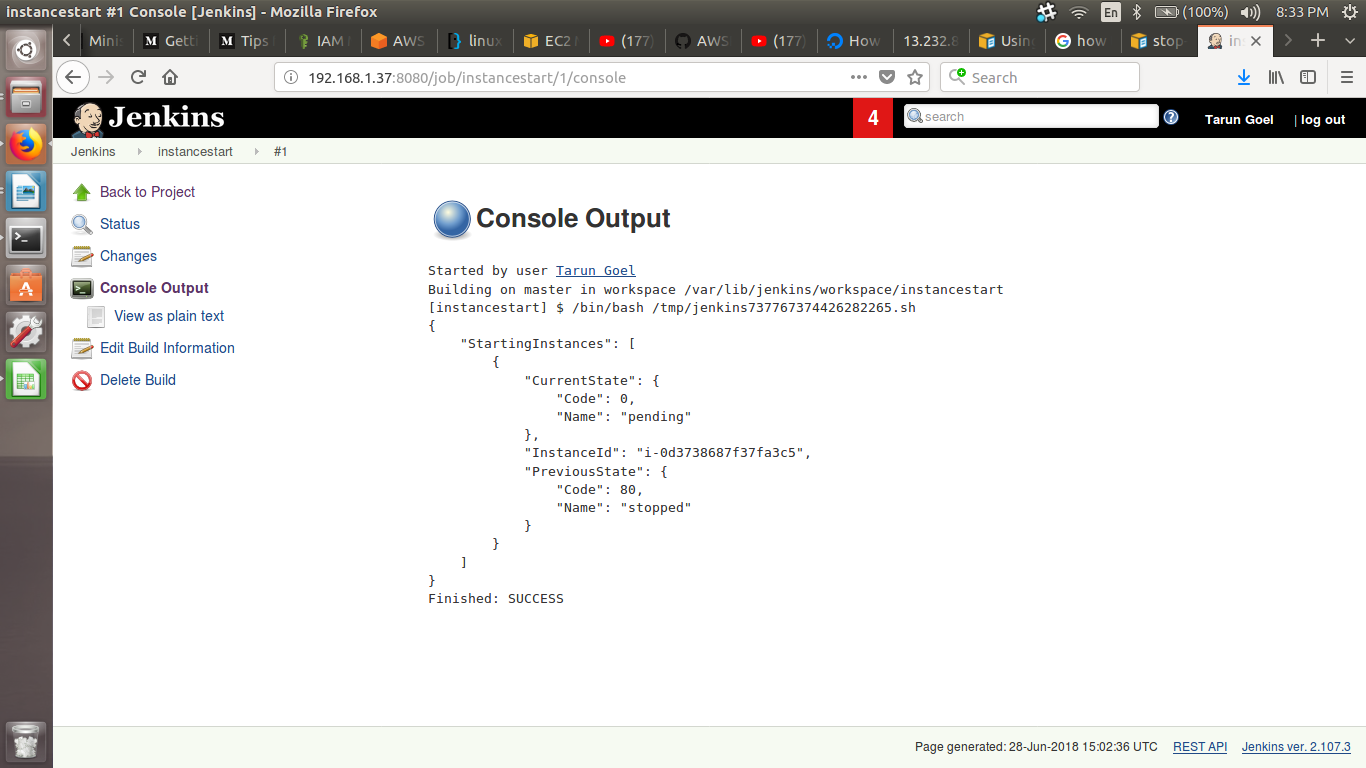 instancestart #1 Console [Jenkins] - Mozilla Firefox
En
(100%)
8:33 PM
Mini
Getti
Tips
IAM
AWS
linux
EC2
(177)
AWS
(177)
How
13.232.8
Using
how
stop
in
192.168.1.37:8080/job/instancestart/1/console
Search
Jenkins
4
search
Tarun Goel
| log out
Jenkins
instancestart
#1
Back to Project
Status
Changes
Console Output
View as plain text
Edit Build Information
Delete Build
Console Output
Started by user Tarun Goel
Building on master in workspace /var/lib/jenkins/workspace/instancestart
[instancestart] $ /bin/bash /tmp/jenkins737767374426282265.sh
{
    "StartingInstances": [
        {
            "CurrentState": {
                "Code": 0,
                "Name": "pending"
            },
            "InstanceId": "i-0d3738687f37fa3c5",
            "PreviousState": {
                "Code": 80,
                "Name": "stopped"
            }
        }
    ]
}
Finished: SUCCESS
Page generated: 28-Jun-2018 15:02:36 UTC
REST API
Jenkins ver. 2.107.3